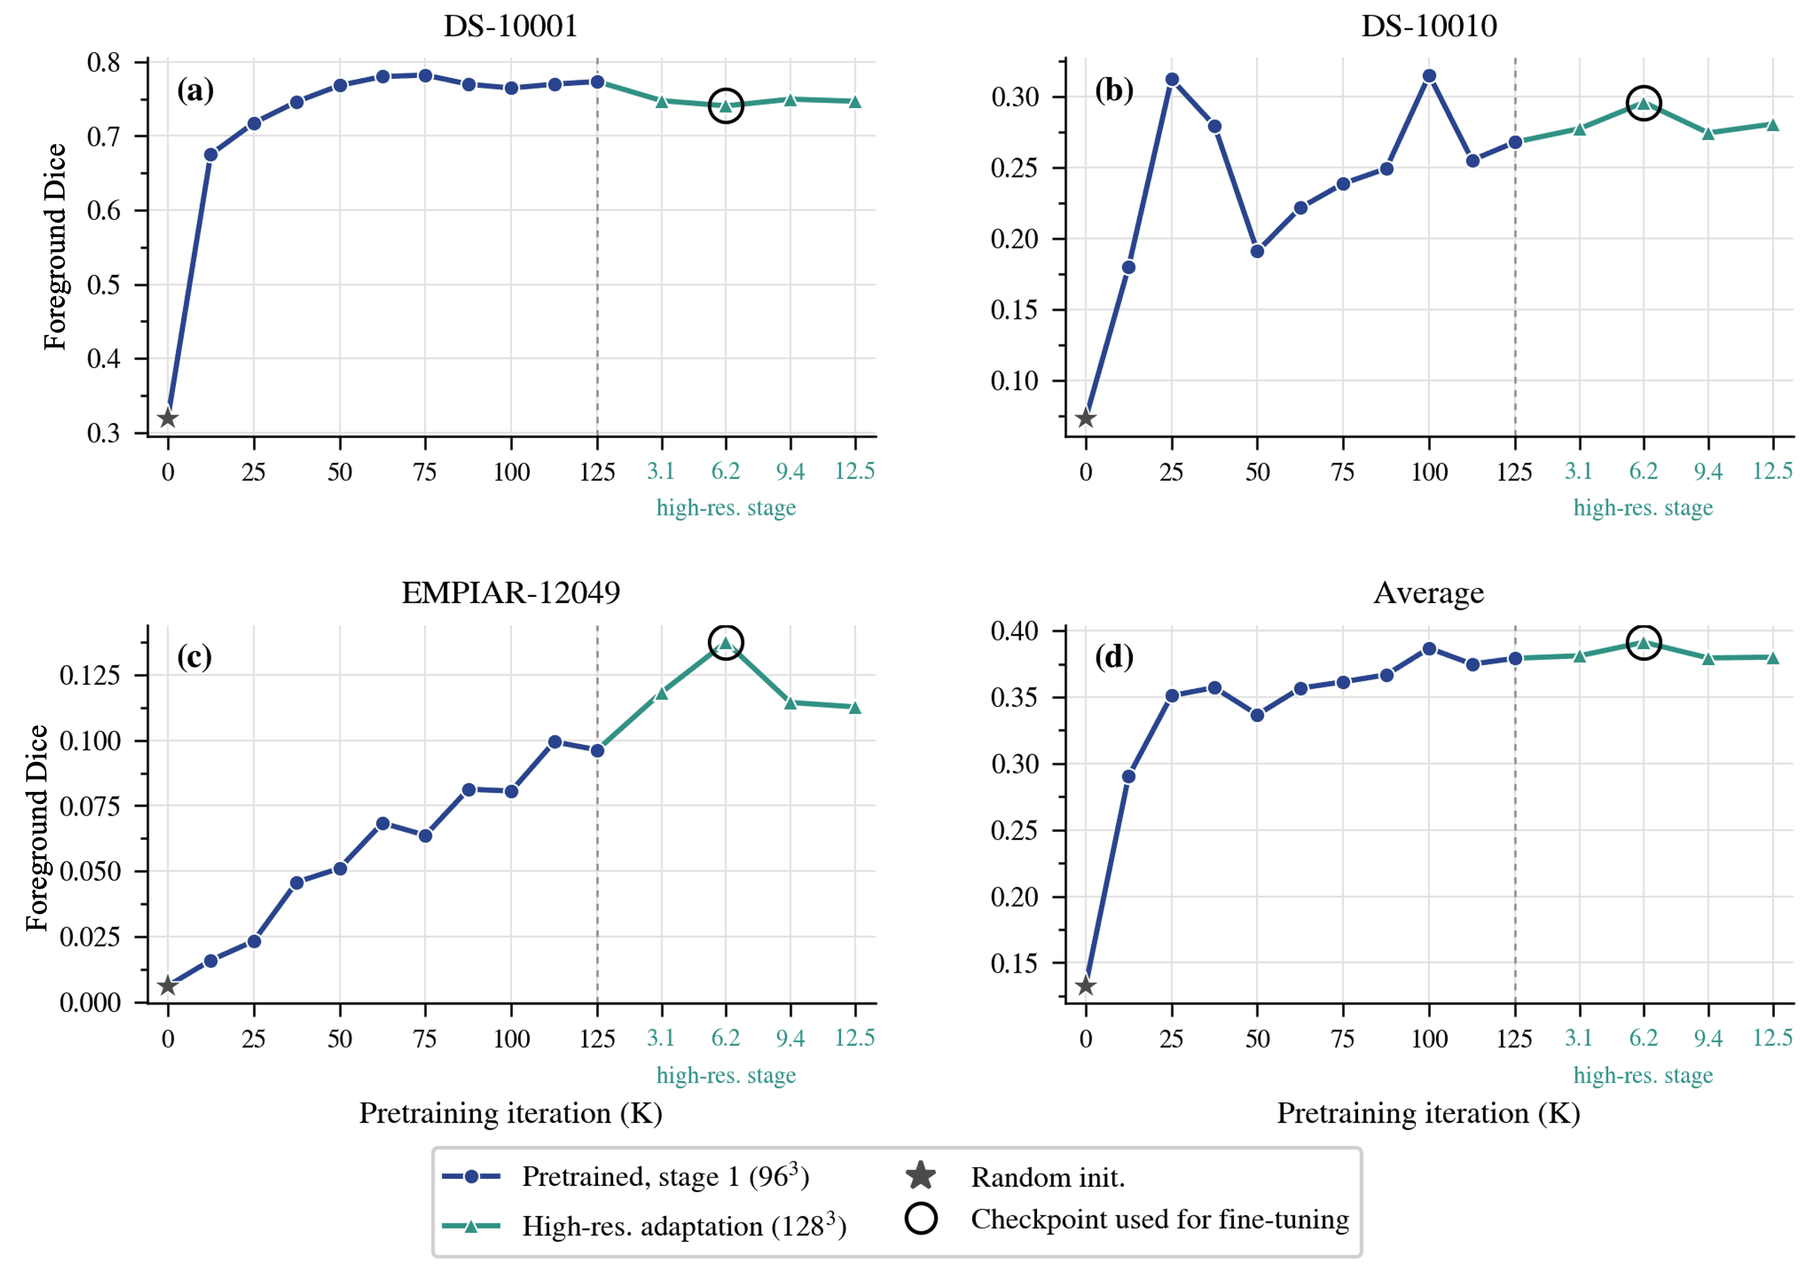 DS-10001
(a)
Foreground Dice
0.8
0.7
0.6
0.5
0.4
0.3
0 25 50 75 100 125 3.1 6.2 9.4 12.5
high-res. stage
DS-10010
(b)
0.30
0.25
0.20
0.15
0.10
0 25 50 75 100 125 3.1 6.2 9.4 12.5
high-res. stage
EMPIAR-12049
(c)
Foreground Dice
0.125
0.100
0.075
0.050
0.025
0.000
0 25 50 75 100 125 3.1 6.2 9.4 12.5
high-res. stage
Pretraining iteration (K)
Average
(d)
0.40
0.35
0.30
0.25
0.20
0.15
0 25 50 75 100 125 3.1 6.2 9.4 12.5
high-res. stage
Pretraining iteration (K)
Pretrained, stage 1 (96³)
High-res. adaptation (128³)
Random init.
Checkpoint used for fine-tuning